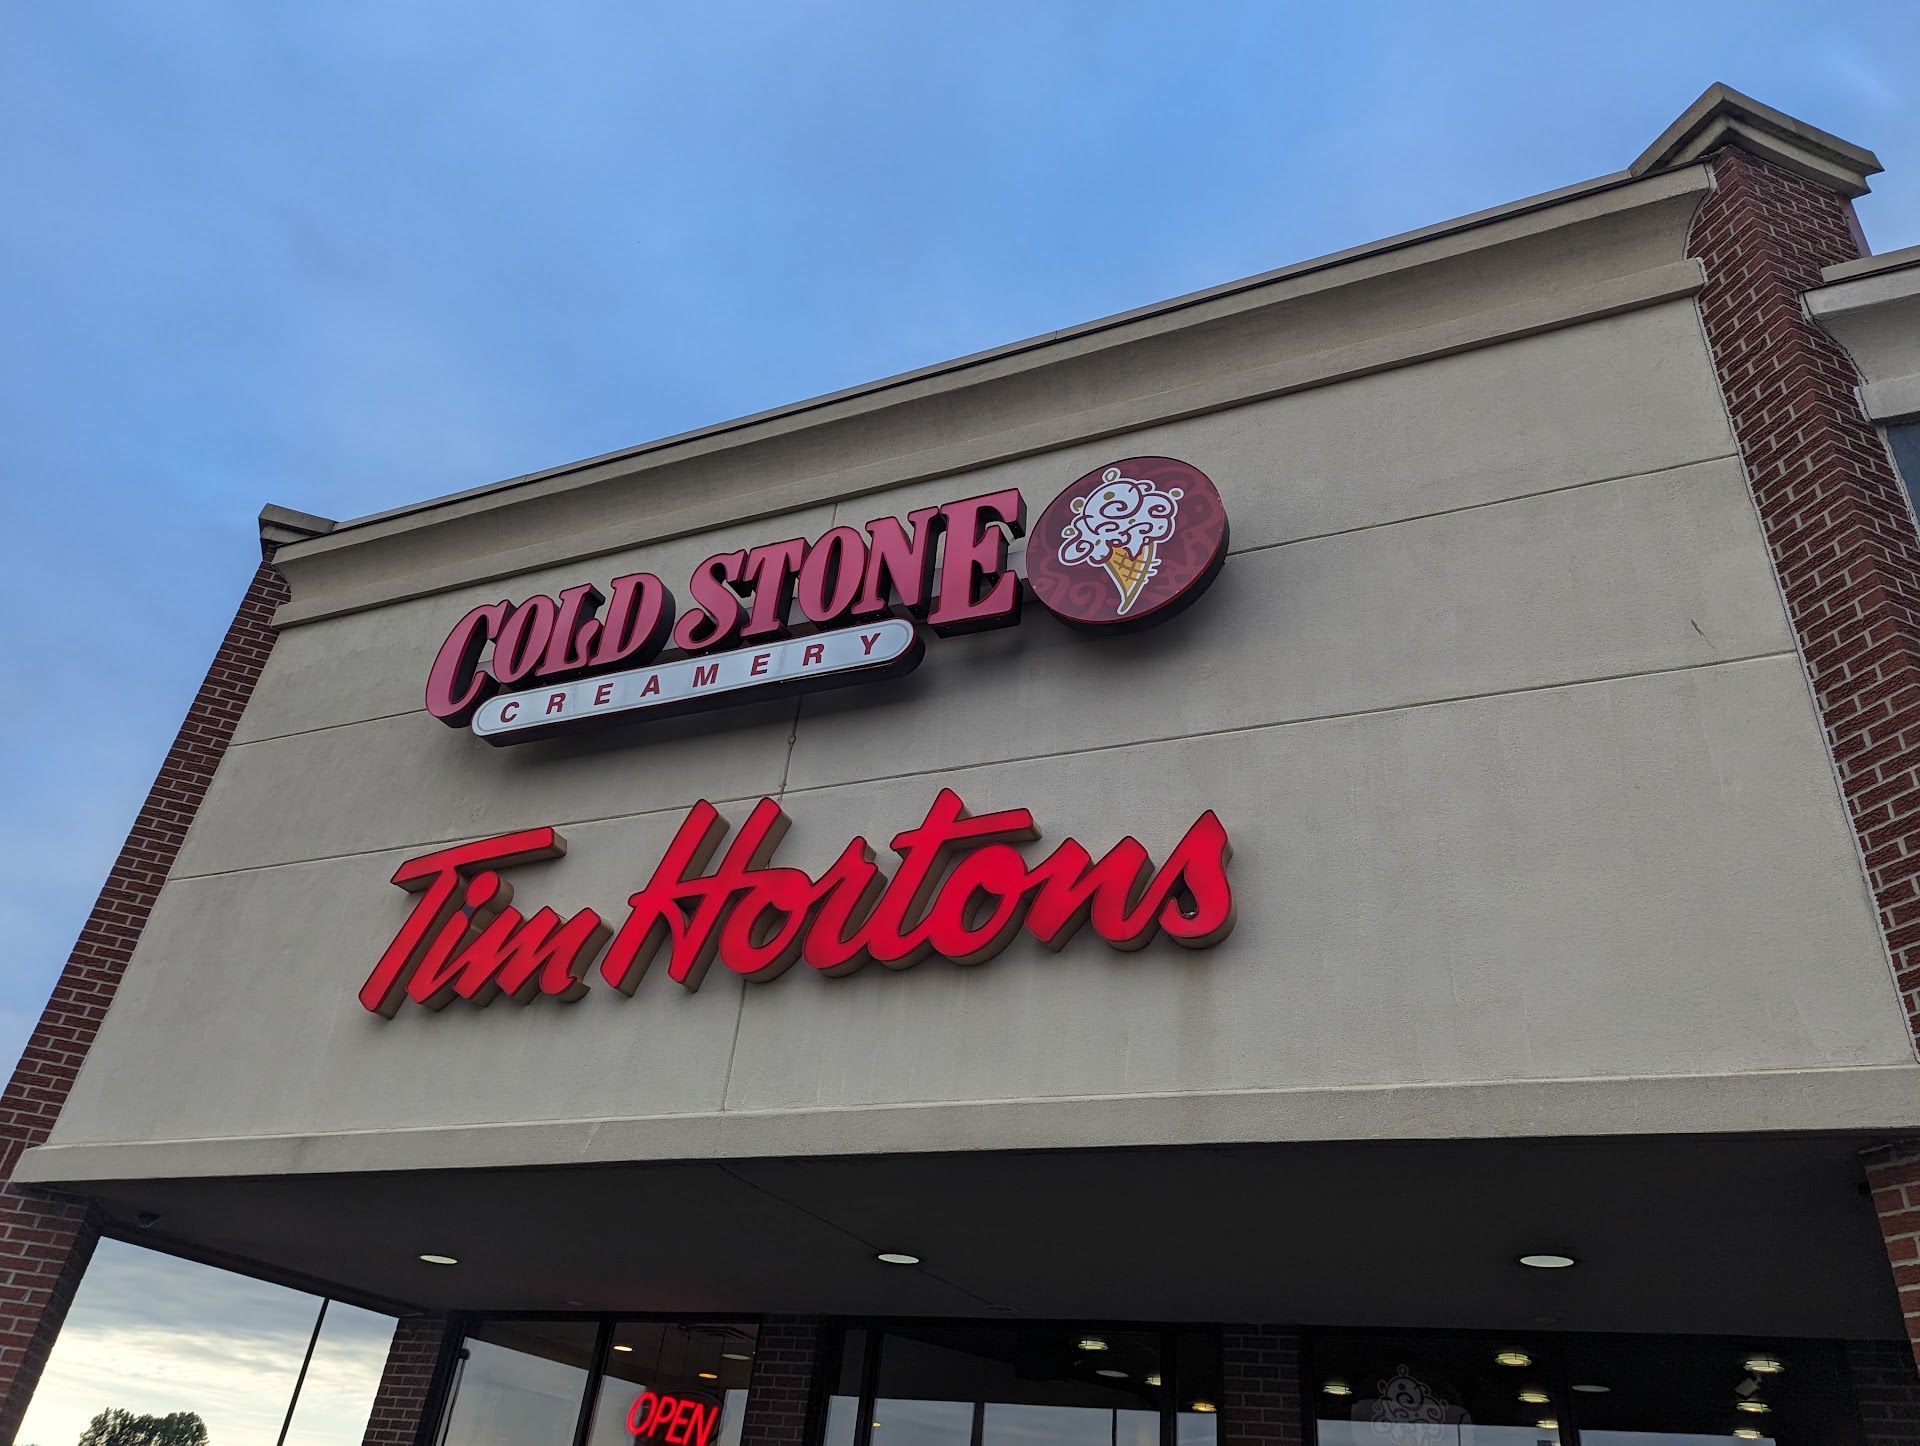 COLD STONE
CREAMERY
Tim Hortons
OPEN